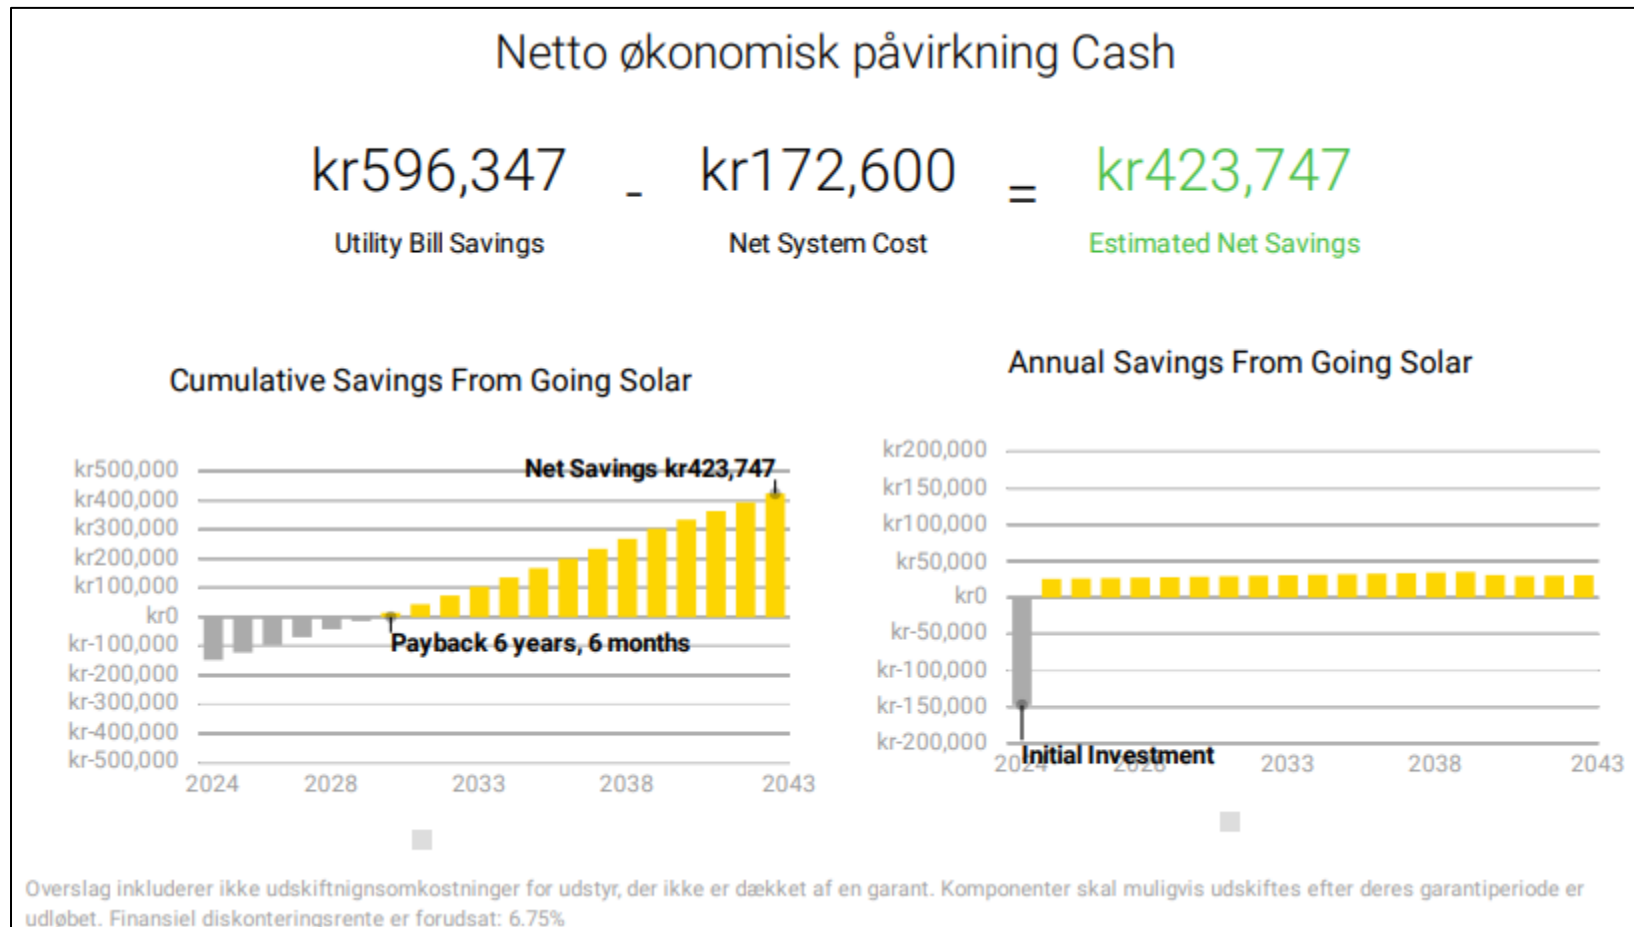 Netto økonomisk påvirkning Cash
kr596,347 - kr172,600 = kr423,747
Utility Bill Savings Net System Cost Estimated Net Savings
Cumulative Savings From Going Solar
kr500,000
kr400,000
kr300,000
kr200,000
kr100,000
kr0
kr-100,000
kr-200,000
kr-300,000
kr-400,000
kr-500,000
Net Savings kr423,747
Payback 6 years, 6 months
2024 2028 2033 2038 2043
Annual Savings From Going Solar
kr200,000
kr150,000
kr100,000
kr50,000
kr0
kr-50,000
kr-100,000
kr-150,000
kr-200,000
Initial Investment
2024 2028 2033 2038 2043
Overslag inkluderer ikke udskiftnignsomkostninger for udstyr, der ikke er dækket af en garant. Komponenter skal muligvis udskiftes efter deres garantiperiode er
udløbet. Finansiel diskonteringsrente er forudsat: 6.75%